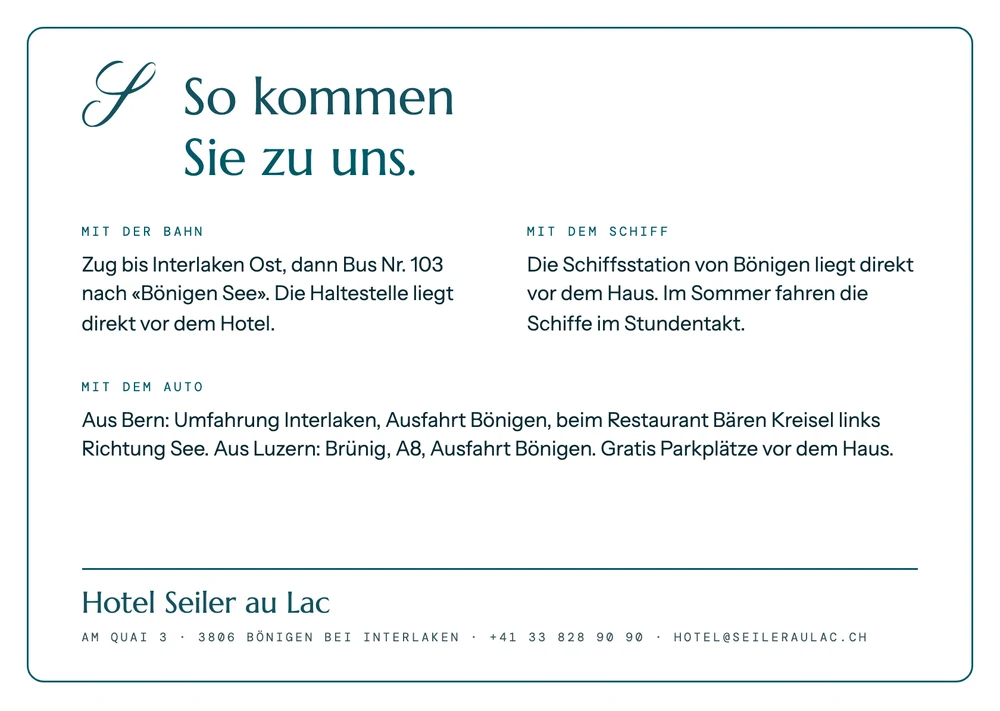 S
So kommen
Sie zu uns.
MIT DER BAHN
Zug bis Interlaken Ost, dann Bus Nr. 103
nach «Bönigen See». Die Haltestelle liegt
direkt vor dem Hotel.
MIT DEM SCHIFF
Die Schiffsstation von Bönigen liegt direkt
vor dem Haus. Im Sommer fahren die
Schiffe im Stundentakt.
MIT DEM AUTO
Aus Bern: Umfahrung Interlaken, Ausfahrt Bönigen, beim Restaurant Bären Kreisel links
Richtung See. Aus Luzern: Brünig, A8, Ausfahrt Bönigen. Gratis Parkplätze vor dem Haus.
Hotel Seiler au Lac
AM QUAI 3 · 3806 BÖNIGEN BEI INTERLAKEN · +41 33 828 90 90 · HOTEL@SEILERAULAC.CH